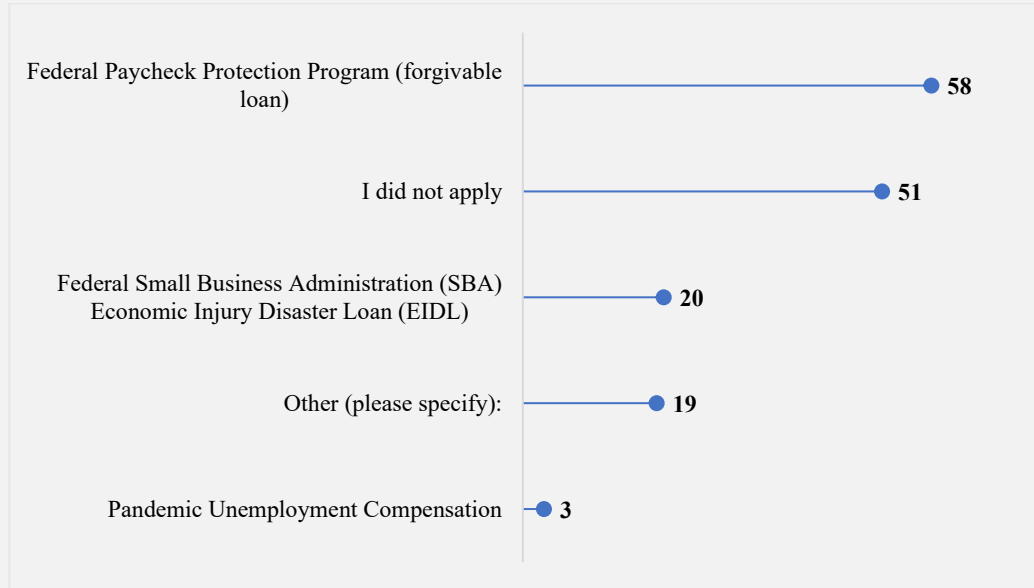 Federal Paycheck Protection Program (forgivable
loan)
58
I did not apply
51
Federal Small Business Administration (SBA)
Economic Injury Disaster Loan (EIDL)
20
Other (please specify):
19
Pandemic Unemployment Compensation
3